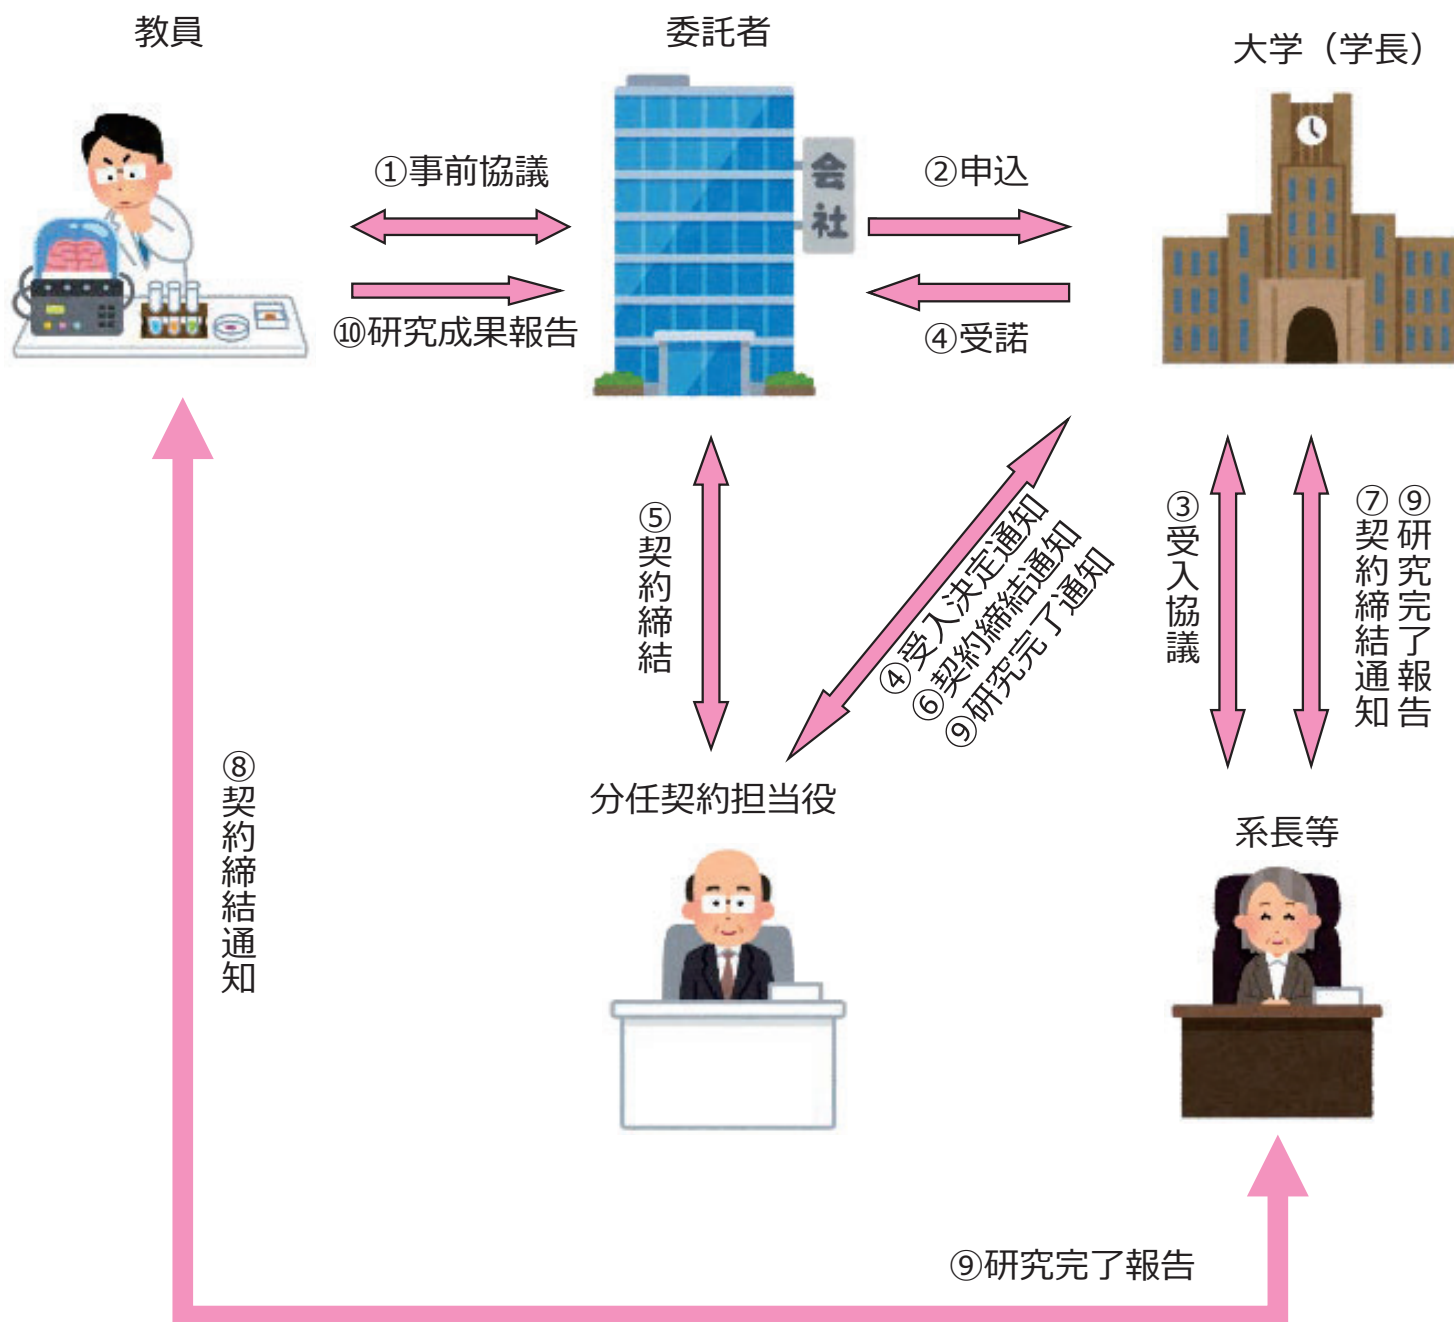 教員
委託者
大学（学長）
①事前協議
②申込
会社
⑩研究成果報告
④受諾
⑤契約締結
④受入決定通知
⑥契約締結通知
⑨研究完了通知
③受入協議
⑨研究完了報告
⑦契約締結通知
⑧契約締結通知
分任契約担当役
系長等
⑨研究完了報告